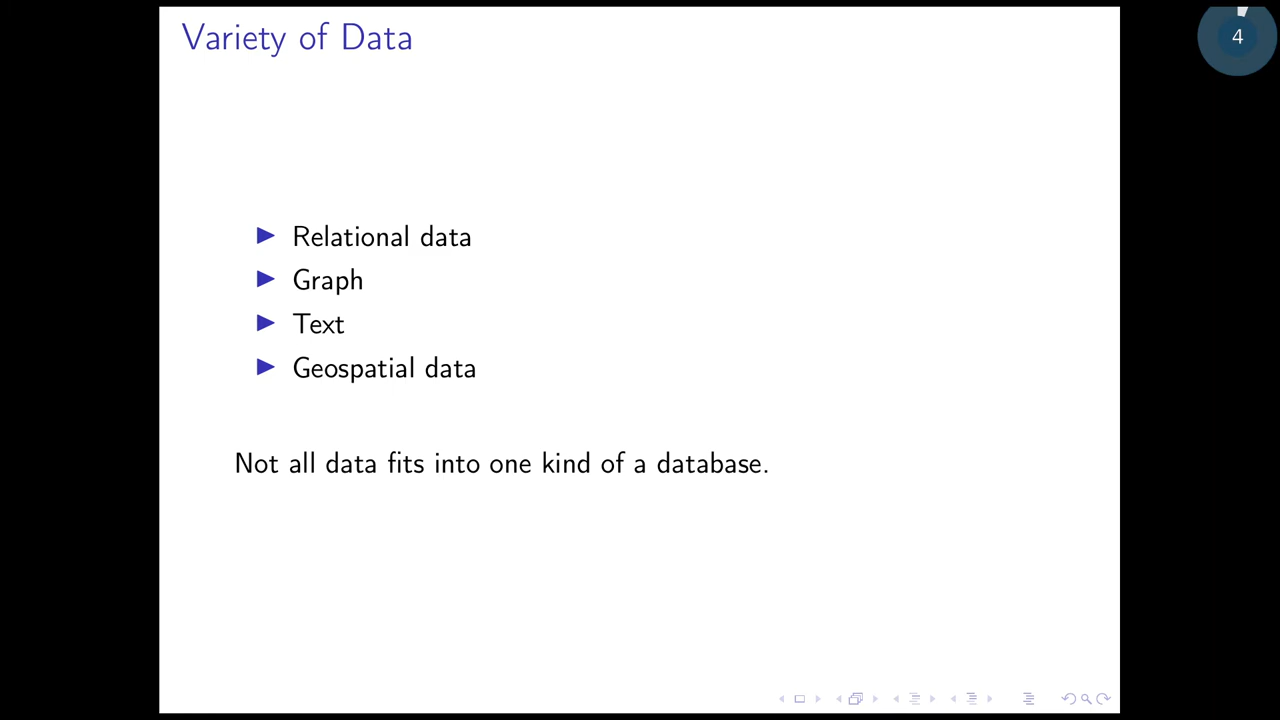 Variety of Data
4
Relational data
Graph
Text
Geospatial data
Not all data fits into one kind of a database.